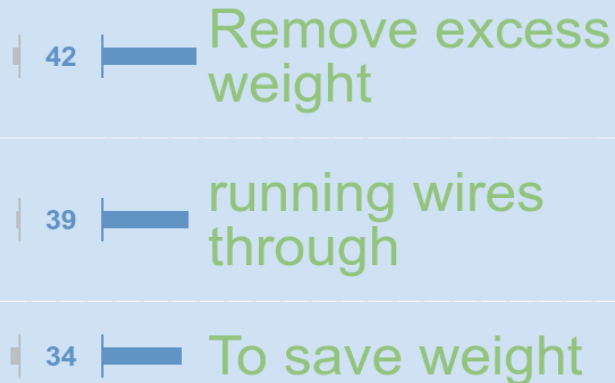 42 Remove excess
weight
39 running wires
through
34 To save weight